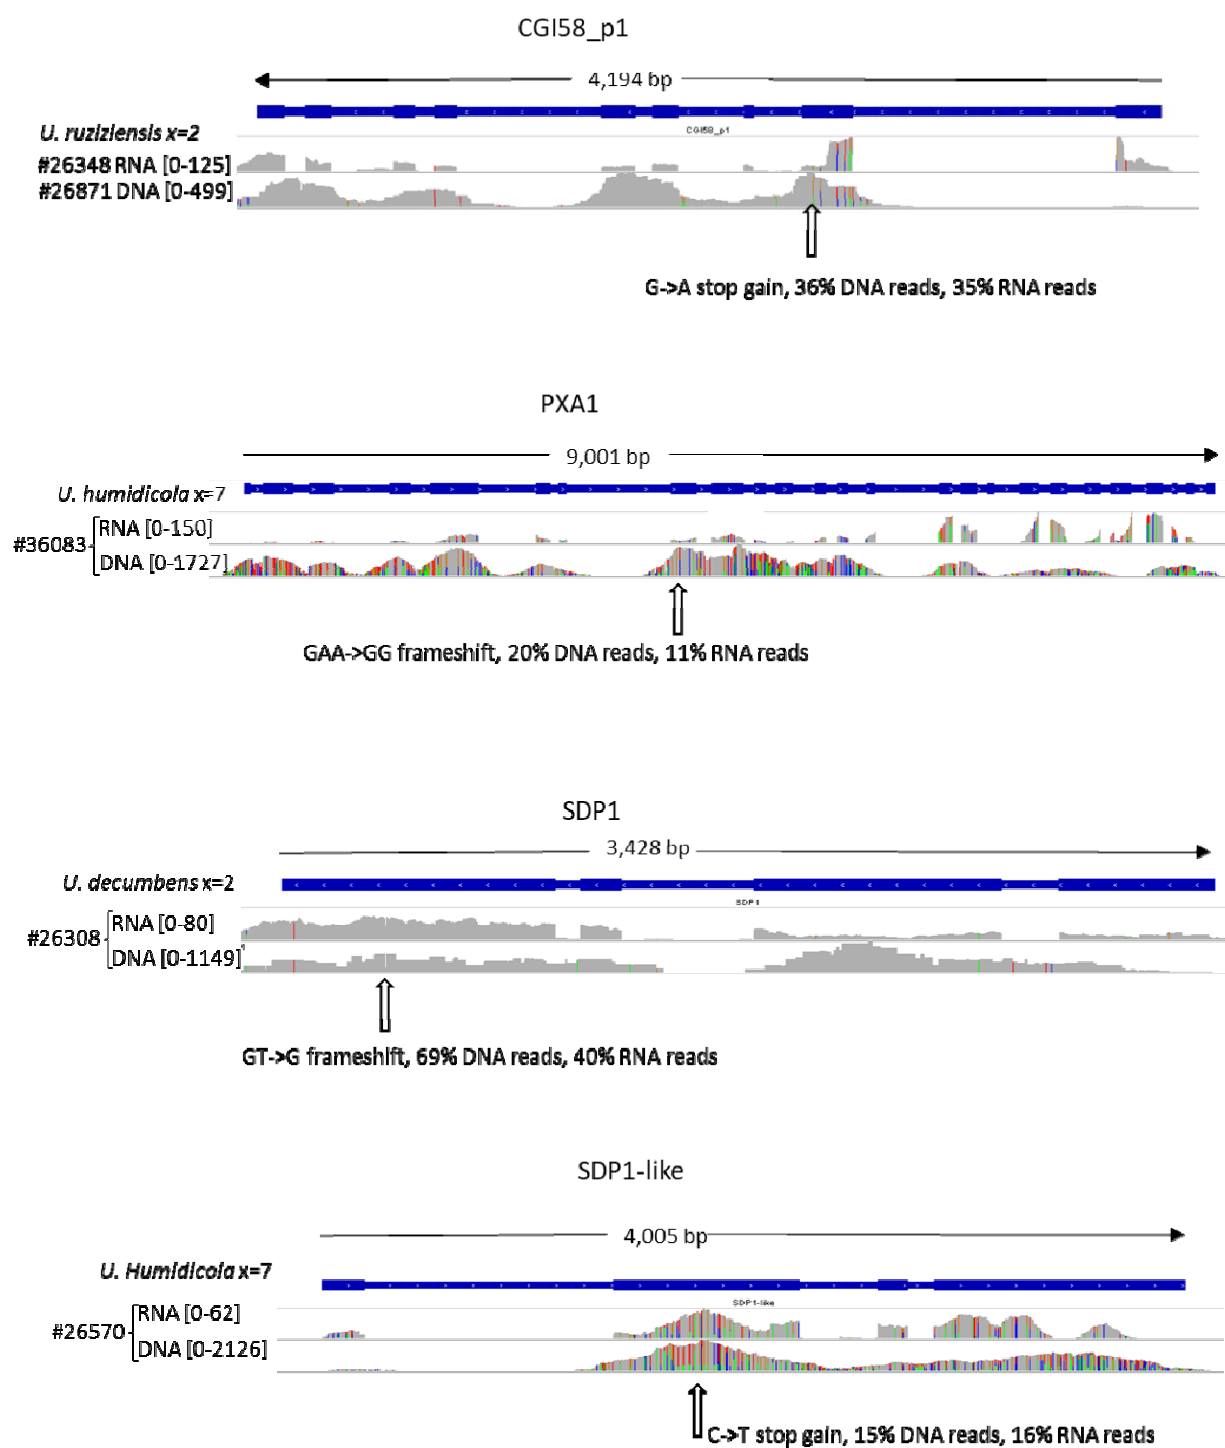 CGI58_p1
4,194 bp
CGI58_p1
U. ruziziensis x=2
#26348 RNA [0-125]
#26871 DNA [0-499]
G->A stop gain, 36% DNA reads, 35% RNA reads
PXA1
9,001 bp
U. humidicola x=7
RNA [0-150]
#36083
DNA [0-1727]
GAA->GG frameshift, 20% DNA reads, 11% RNA reads
SDP1
3,428 bp
U. decumbens x=2
SDP1
RNA [0-80]
#26308
DNA [0-1149]
GT->G frameshift, 69% DNA reads, 40% RNA reads
SDP1-like
4,005 bp
U. Humidicola x=7
SDP1-like
RNA [0-62]
#26570
DNA [0-2126]
C->T stop gain, 15% DNA reads, 16% RNA reads